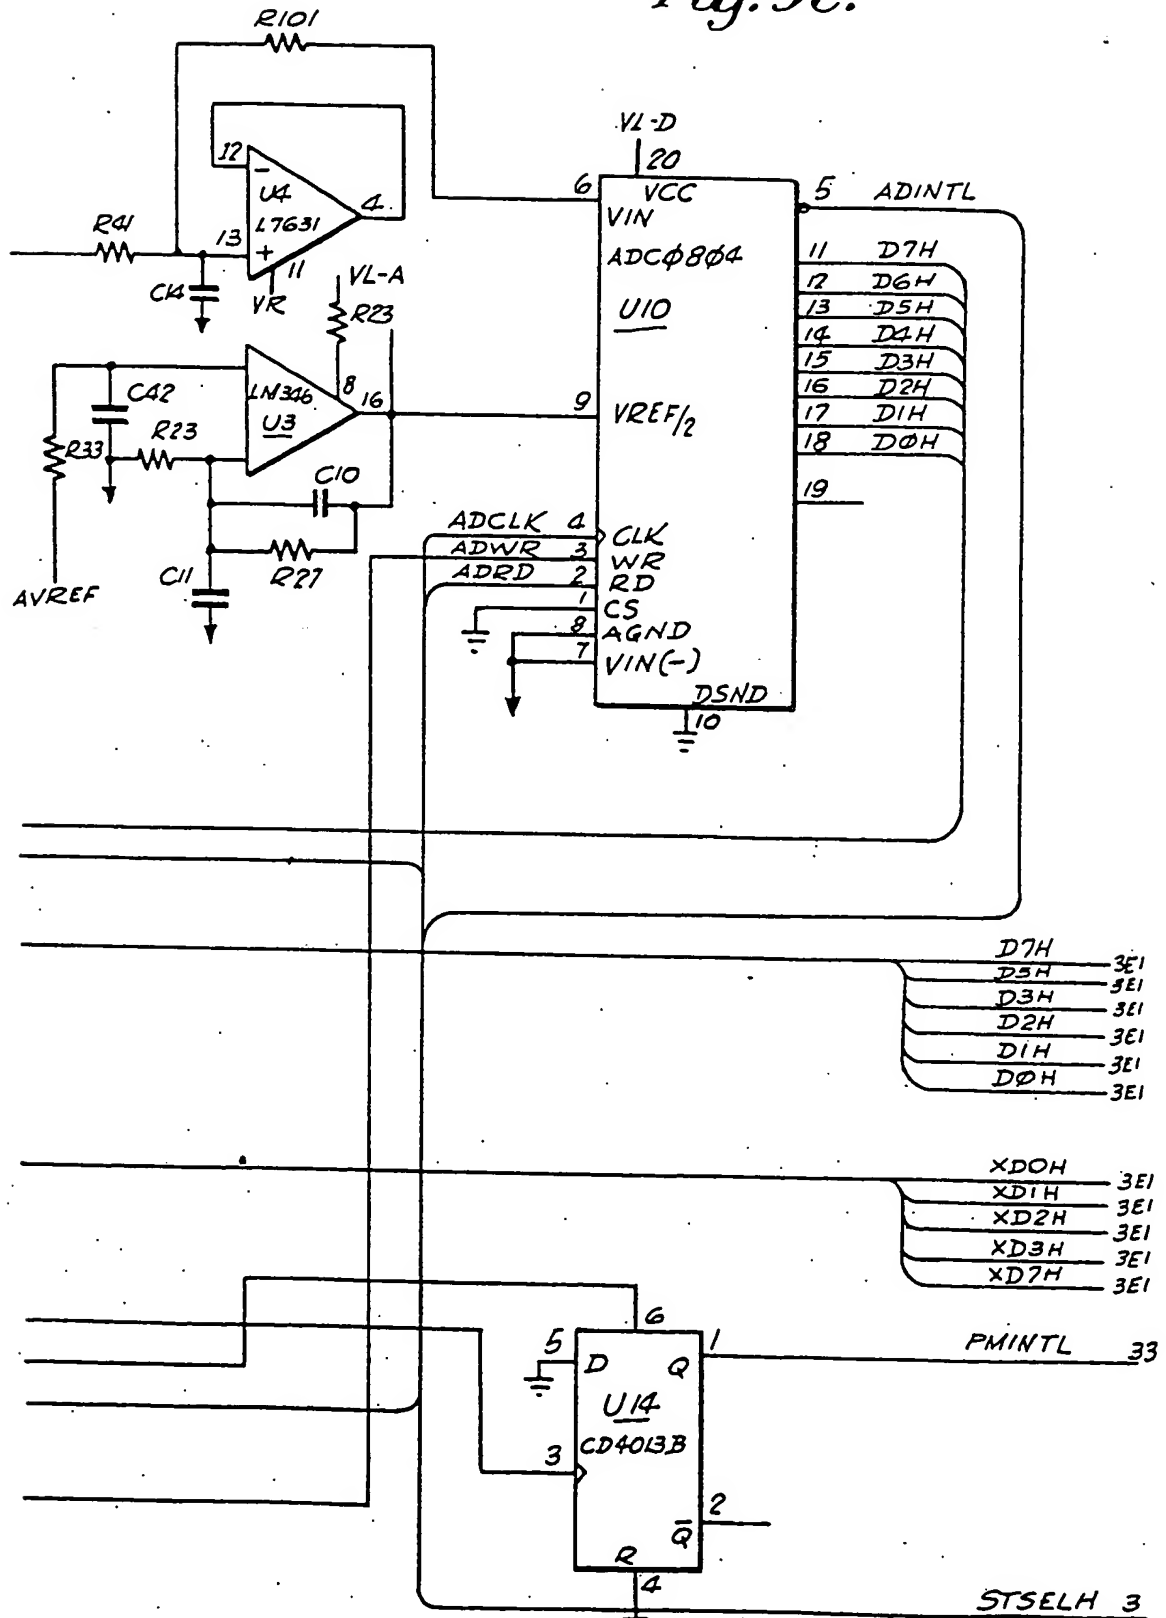 Fig. 9C.
R101
VL-D
12
-
U4
L7631
4
R41
13
+
11
VR
C14
VL-A
R23
20
6
VCC
VIN
ADCØ8Ø4
U10
5
ADINTL
11 D7H
12 D6H
13 D5H
14 D4H
15 D3H
16 D2H
17 D1H
18 DØH
19
C42
LM346
U3
8
16
9
VREF/2
R33
R23
C10
R27
C11
AVREF
ADCLK 4 CLK
ADWR 3 WR
ADRD 2 RD
1 CS
8 AGND
7 VIN(-)
DSND
10
D7H 3E1
D5H 3E1
D3H 3E1
D2H 3E1
D1H 3E1
DØH 3E1
XD0H 3E1
XD1H 3E1
XD2H 3E1
XD3H 3E1
XD7H 3E1
6
5
D
Q
1
PMINTL 33
U14
CD4013B
3
2
Q̅
R
4
STSELH 3